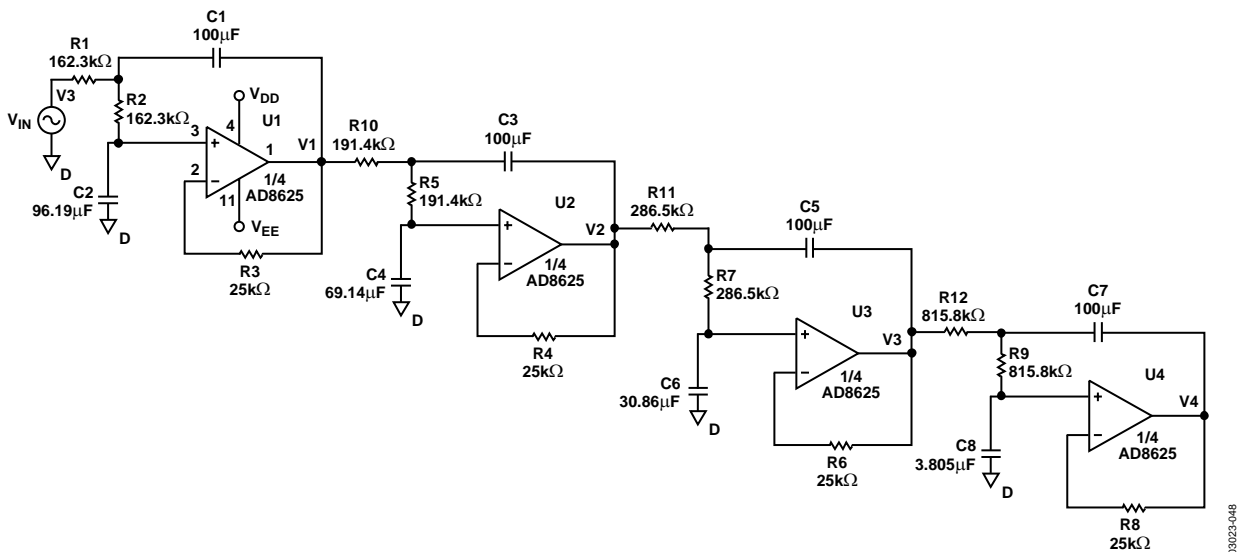 C1
100µF
R1
162.3kΩ
V3
VIN
D
R2
162.3kΩ
VDD
4
U1
3
+
1
V1
2
–
11
1/4
AD8625
VEE
C2
96.19µF
D
R3
25kΩ
R10
191.4kΩ
C3
100µF
R5
191.4kΩ
U2
+
–
V2
1/4
AD8625
C4
69.14µF
D
R4
25kΩ
R11
286.5kΩ
C5
100µF
R7
286.5kΩ
U3
+
–
V3
1/4
AD8625
C6
30.86µF
D
R6
25kΩ
R12
815.8kΩ
C7
100µF
R9
815.8kΩ
U4
+
–
V4
1/4
AD8625
C8
3.805µF
D
R8
25kΩ
03023-048